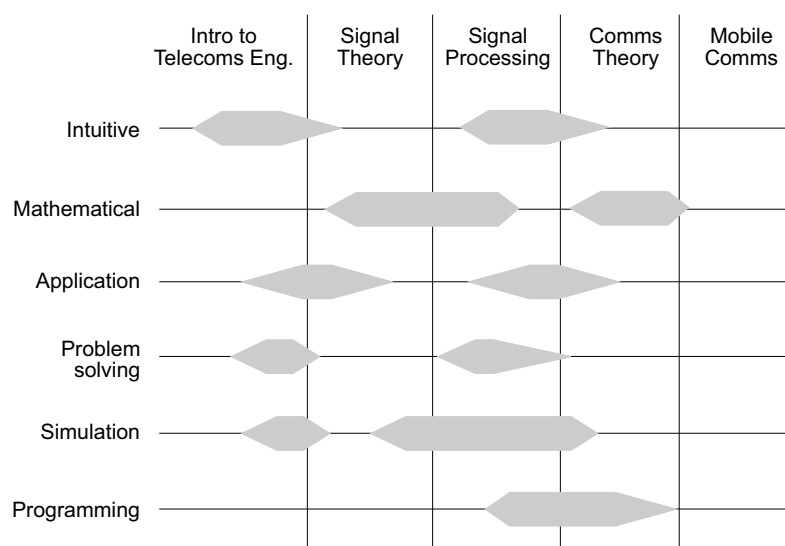 Intro to
Telecoms Eng.
Signal
Theory
Signal
Processing
Comms
Theory
Mobile
Comms
Intuitive
Mathematical
Application
Problem
solving
Simulation
Programming